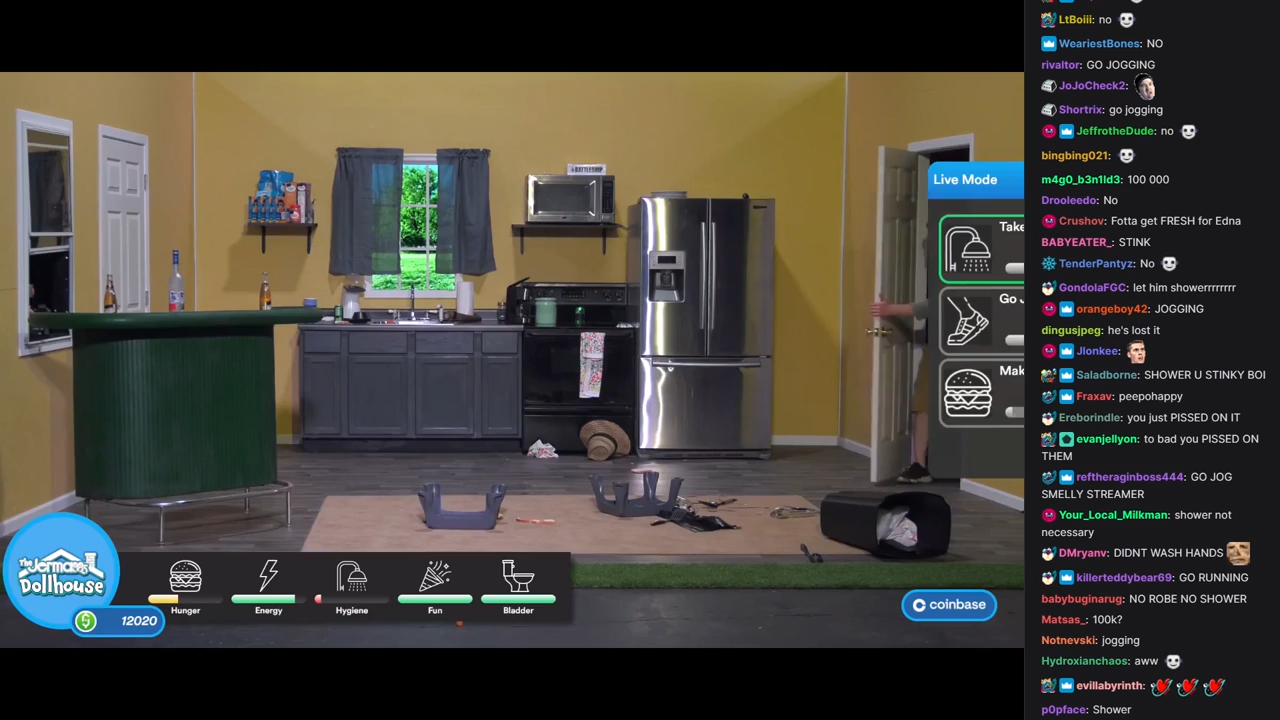 BATTLESHIP
Live Mode
Take
Go J
Mak
The Jerma985
Dollhouse
12020
Hunger
Energy
Hygiene
Fun
Bladder
coinbase
LtBoiii: no
WeariestBones: NO
rivaltor: GO JOGGING
JoJoCheck2:
Shortrix: go jogging
JeffrotheDude: no
bingbing021:
m4g0_b3n1ld3: 100 000
Drooleedo: No
Crushov: Fotta get FRESH for Edna
BABYEATER_: STINK
TenderPantyz: No
GondolaFGC: let him showerrrrrrr
orangeboy42: JOGGING
dingusjpeg: he's lost it
Jlonkee:
Saladborne: SHOWER U STINKY BOI
Fraxav: peepohappy
Ereborindle: you just PISSED ON IT
evanjellyon: to bad you PISSED ON
THEM
reftheraginboss444: GO JOG
SMELLY STREAMER
Your_Local_Milkman: shower not
necessary
DMryanv: DIDNT WASH HANDS
killerteddybear69: GO RUNNING
babybuginarug: NO ROBE NO SHOWER
Matsas_: 100k?
Notnevski: jogging
Hydroxianchaos: aww
evillabyrinth:
p0pface: Shower